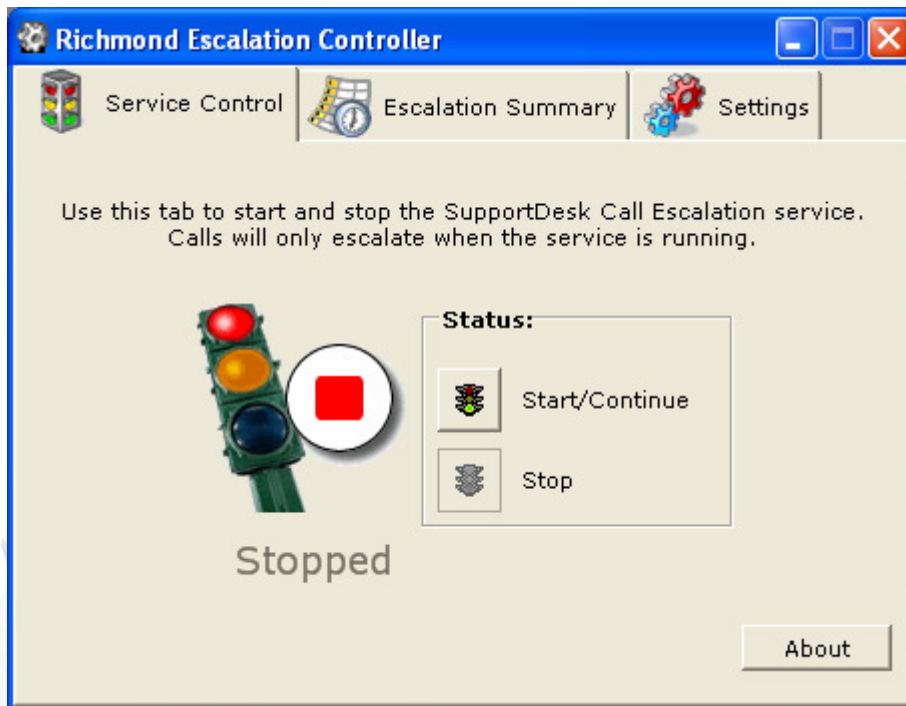 Richmond Escalation Controller
Service Control
Escalation Summary
Settings
Use this tab to start and stop the SupportDesk Call Escalation service.
Calls will only escalate when the service is running.
Status:
Start/Continue
Stop
Stopped
About